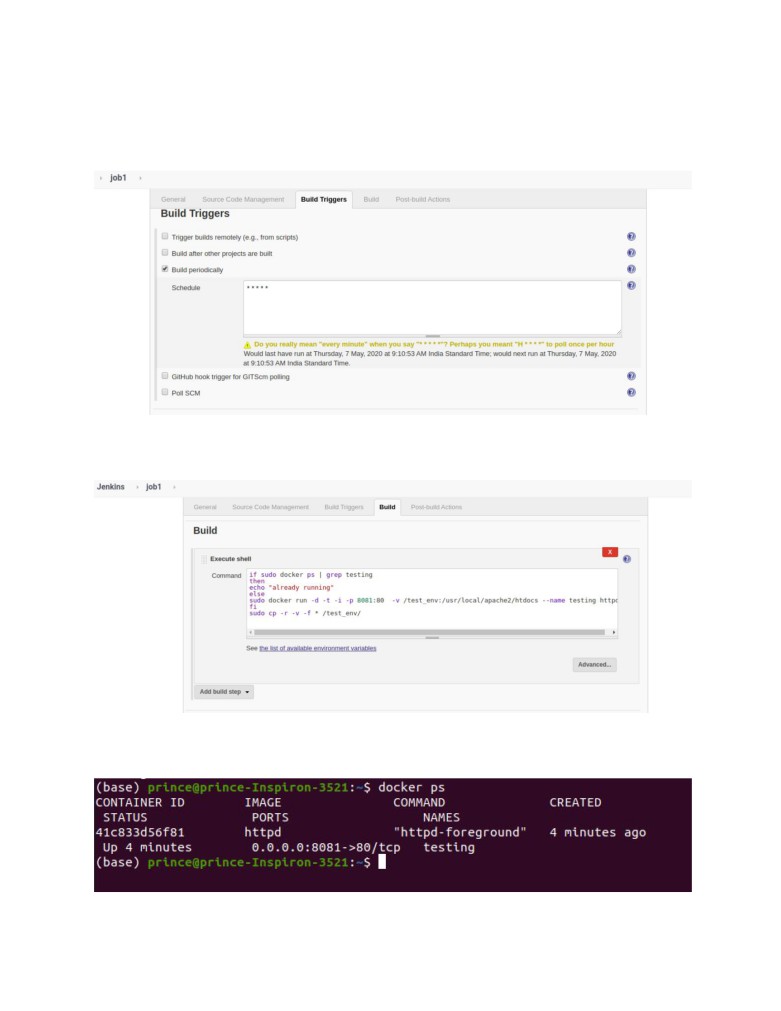 › job1 ›
General Source Code Management Build Triggers Build Post-build Actions
Build Triggers
Trigger builds remotely (e.g., from scripts)
Build after other projects are built
Build periodically
Schedule * * * * *
Do you really mean "every minute" when you say "* * * * *"? Perhaps you meant "H * * * *" to poll once per hour
Would last have run at Thursday, 7 May, 2020 at 9:10:53 AM India Standard Time; would next run at Thursday, 7 May, 2020
at 9:10:53 AM India Standard Time.
GitHub hook trigger for GITScm polling
Poll SCM
Jenkins › job1 ›
General Source Code Management Build Triggers Build Post-build Actions
Build
X
Execute shell
Command if sudo docker ps | grep testing
then
echo "already running"
else
sudo docker run -d -t -i -p 8081:80 -v /test_env:/usr/local/apache2/htdocs --name testing httpd
fi
sudo cp -r -v -f * /test_env/
See the list of available environment variables
Advanced...
Add build step
(base) prince@prince-Inspiron-3521:~$ docker ps
CONTAINER ID IMAGE COMMAND CREATED
STATUS PORTS NAMES
41c833d56f81 httpd "httpd-foreground" 4 minutes ago
Up 4 minutes 0.0.0.0:8081->80/tcp testing
(base) prince@prince-Inspiron-3521:~$